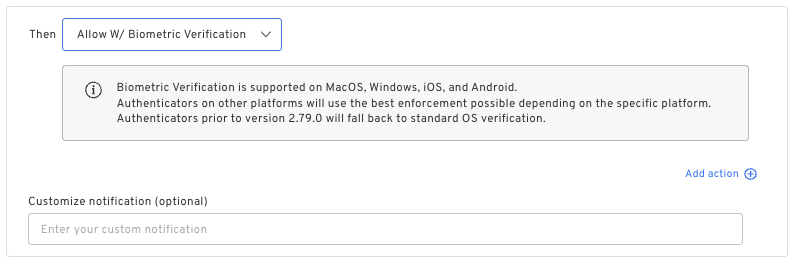 Then
Allow W/ Biometric Verification
Biometric Verification is supported on MacOS, Windows, iOS, and Android.
Authenticators on other platforms will use the best enforcement possible depending on the specific platform.
Authenticators prior to version 2.79.0 will fall back to standard OS verification.
Add action
Customize notification (optional)
Enter your custom notification